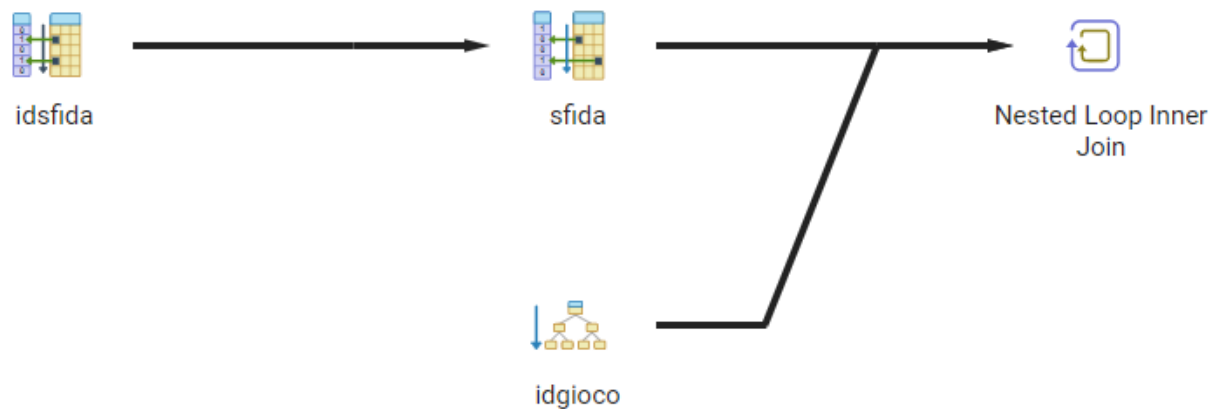 idsfida
sfida
Nested Loop Inner
Join
idgioco